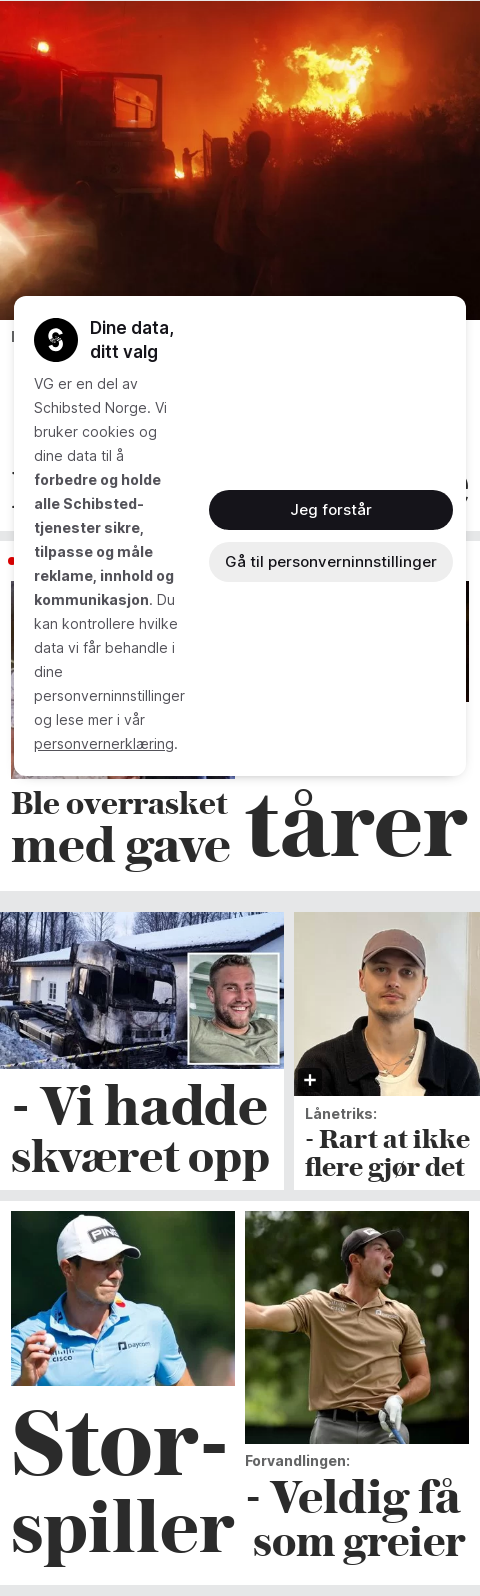 Dine data,
ditt valg
VG er en del av
Schibsted Norge. Vi
bruker cookies og
dine data til å
forbedre og holde
alle Schibsted-
tjenester sikre,
tilpasse og måle
reklame, innhold og
kommunikasjon. Du
kan kontrollere hvilke
data vi får behandle i
dine
personverninnstillinger
og lese mer i vår
personvernerklæring.
Jeg forstår
Gå til personverninnstillinger
Ble overrasket
med gave
tårer
- Vi hadde
skværet opp
Lånetriks:
- Rart at ikke
flere gjør det
PING
CISCO
paycom
Stor-
spiller
Forvandlingen:
- Veldig få
som greier